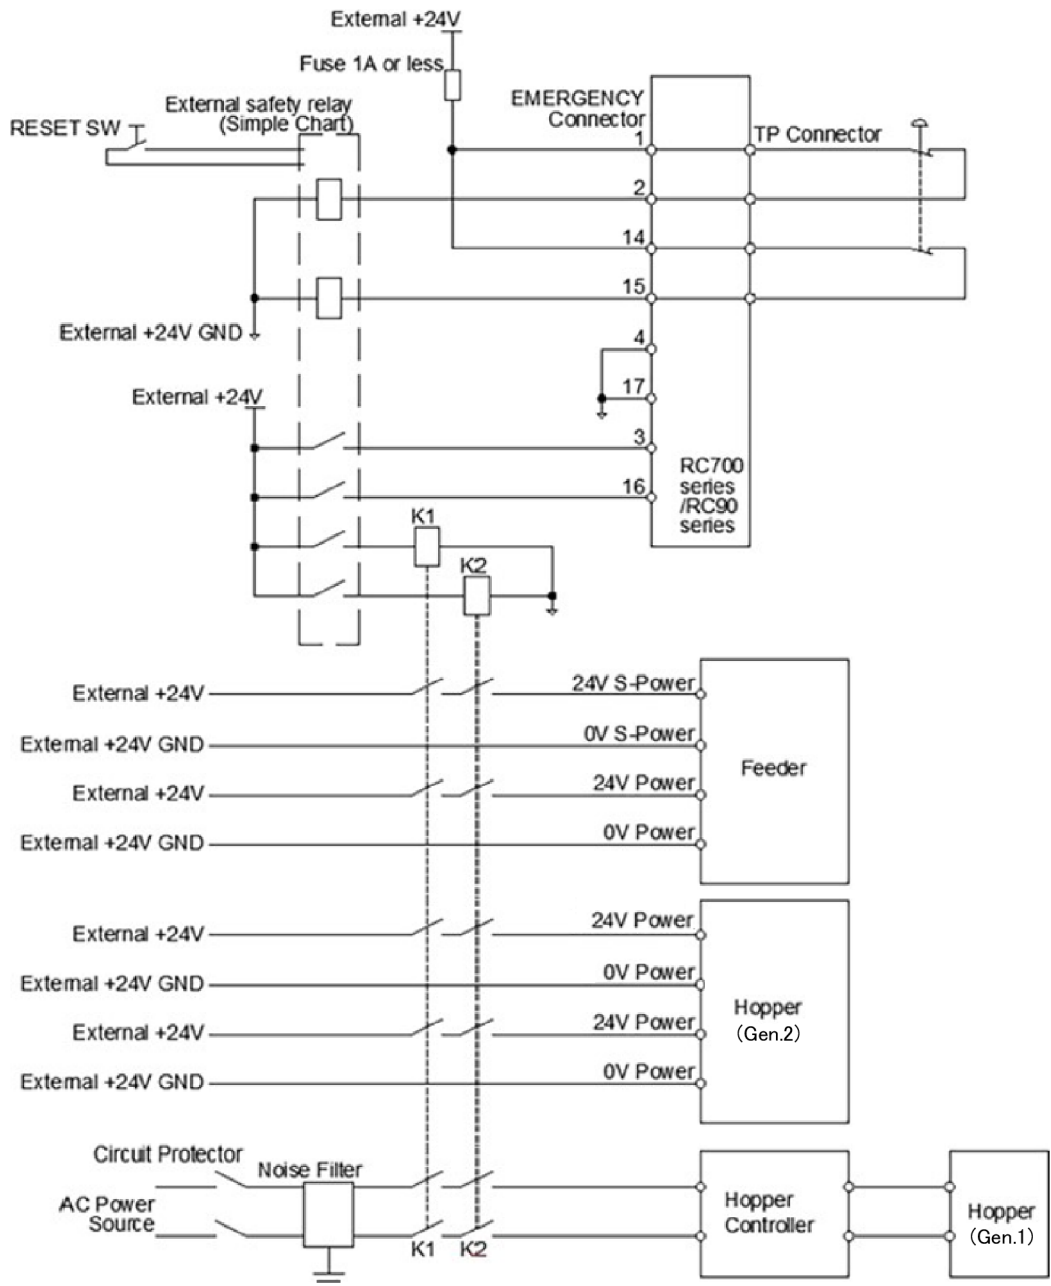 External +24V
Fuse 1A or less
External safety relay
(Simple Chart)
RESET SW
EMERGENCY
Connector
TP Connector
1
2
14
15
External +24V GND
4
17
External +24V
3
16
RC700
series
/RC90
series
K1
K2
External +24V
24V S-Power
External +24V GND
0V S-Power
Feeder
External +24V
24V Power
External +24V GND
0V Power
External +24V
24V Power
External +24V GND
0V Power
Hopper
(Gen.2)
External +24V
24V Power
External +24V GND
0V Power
Circuit Protector
Noise Filter
AC Power
Source
K1
K2
Hopper
Controller
Hopper
(Gen.1)